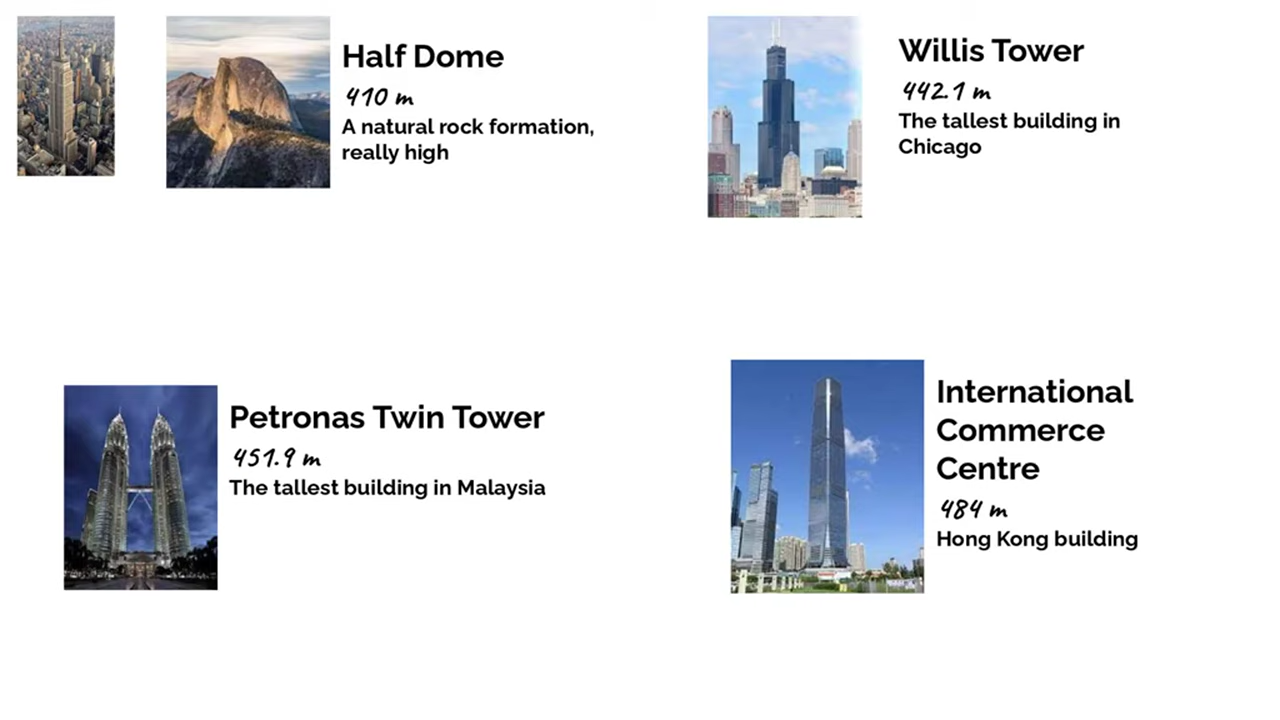 Half Dome
410 m
A natural rock formation,
really high
Willis Tower
442.1 m
The tallest building in
Chicago
Petronas Twin Tower
451.9 m
The tallest building in Malaysia
International
Commerce
Centre
484 m
Hong Kong building